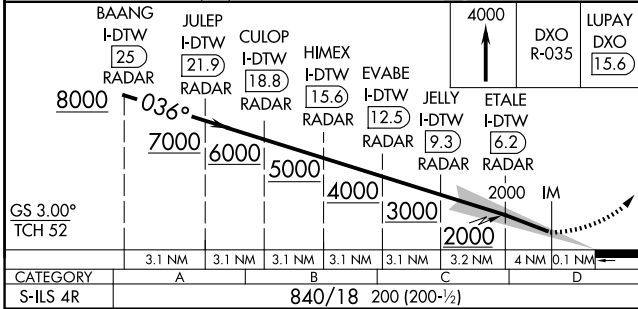 BAANG
I-DTW
25
RADAR
JULEP
I-DTW
21.9
RADAR
CULOP
I-DTW
18.8
RADAR
HIMEX
I-DTW
15.6
RADAR
EVABE
I-DTW
12.5
RADAR
JELLY
I-DTW
9.3
RADAR
ETALE
I-DTW
6.2
RADAR
4000
DXO
R-035
LUPAY
DXO
15.6
8000
036°
7000
6000
5000
4000
3000
2000
2000
IM
GS 3.00°
TCH 52
3.1 NM
3.1 NM
3.1 NM
3.1 NM
3.1 NM
3.2 NM
4 NM
0.1 NM
CATEGORY A B C D
S-ILS 4R 840/18 200 (200-½)